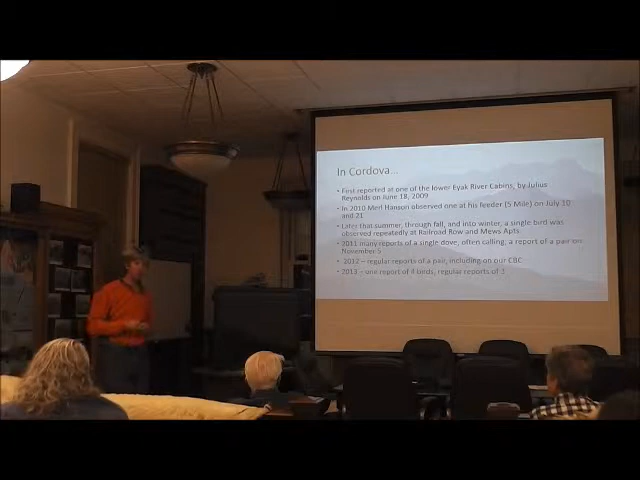 In Cordova...
• First reported at one of the lower Eyak River Cabins, by Julius
Reynolds on June 18, 2009
• In 2010 Merl Hanson observed one at his feeder (5 Mile) on July 10
and 21
• Later that summer, through fall, and into winter, a single bird was
observed repeatedly at Railroad Row and Mews Apts
• 2011 many reports of a single dove, often calling, a report of a pair on
November 5
• 2012 – regular reports of a pair, including on our CBC
• 2013 – one report of 4 birds, regular reports of 3